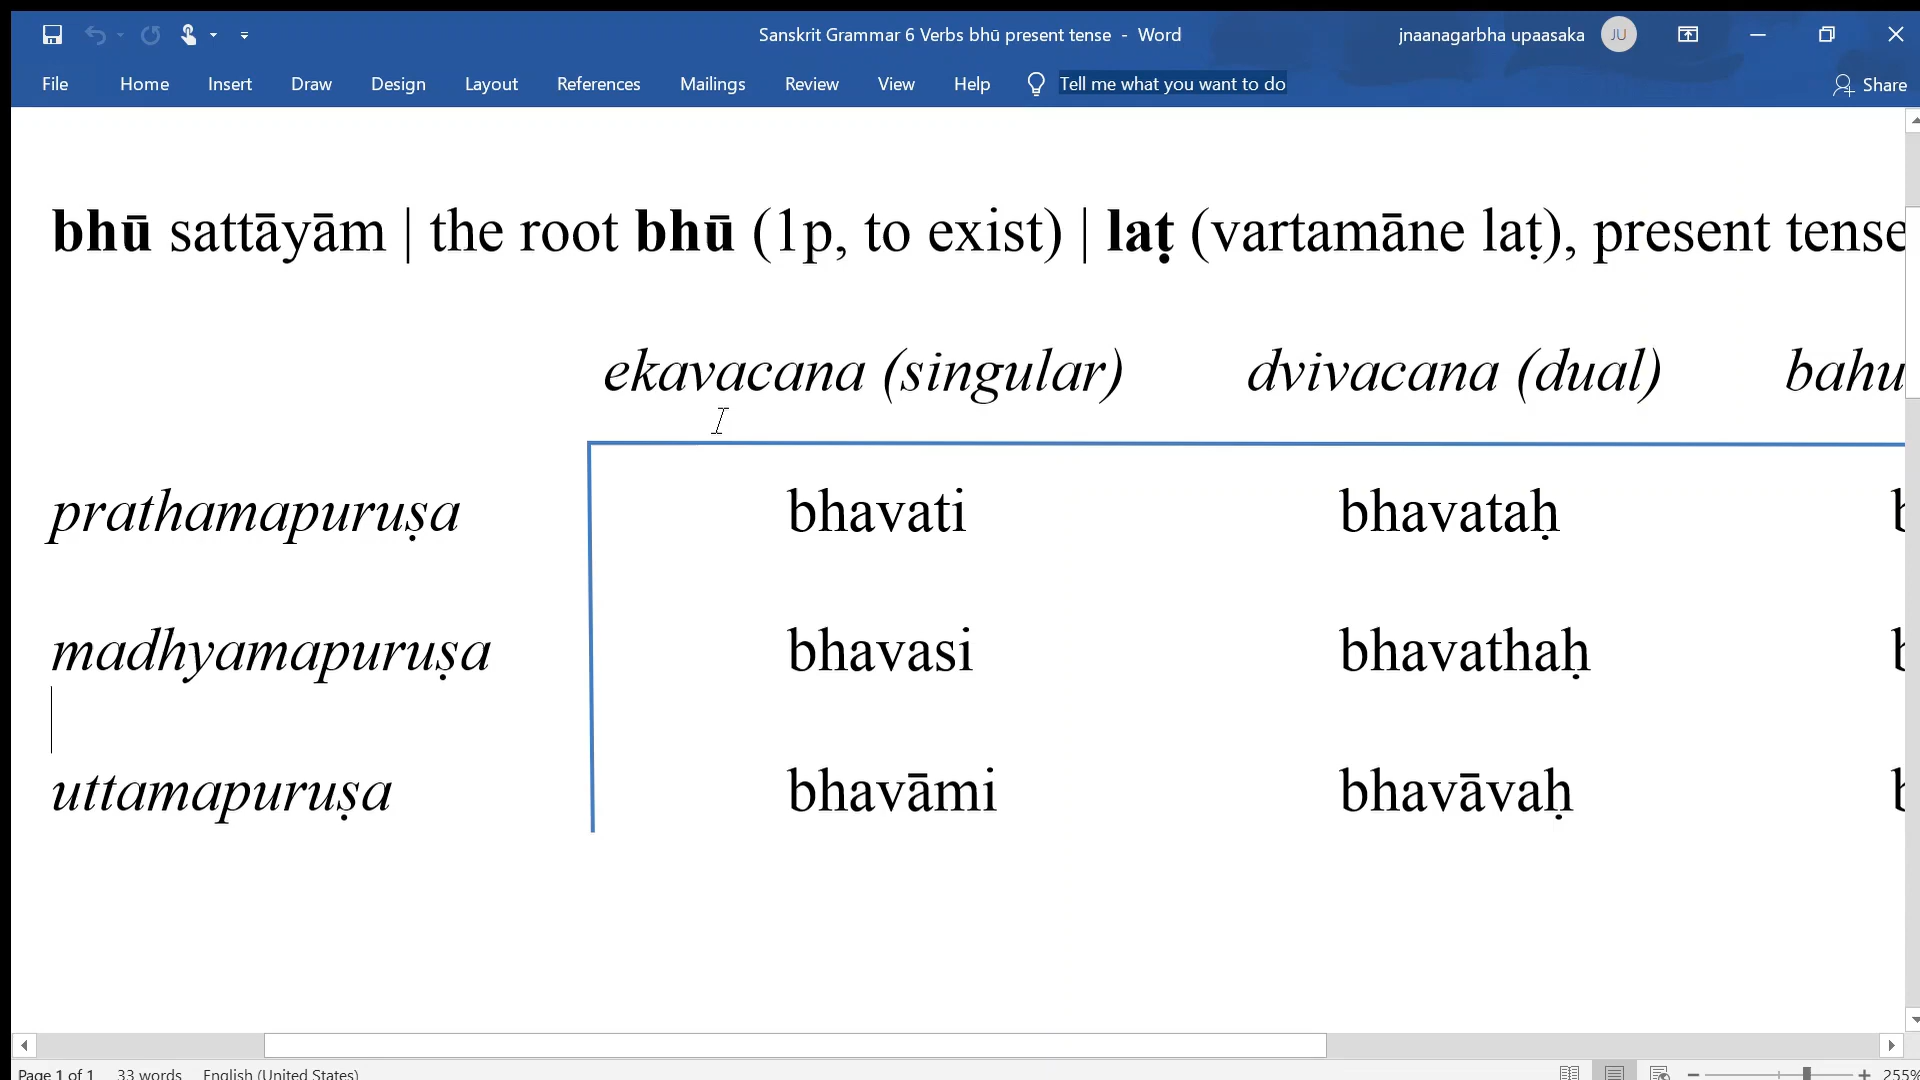 Sanskrit Grammar 6 Verbs bhū present tense - Word
jnaanagarbha upaasaka JU
File Home Insert Draw Design Layout References Mailings Review View Help Tell me what you want to do Share
bhū sattāyām | the root bhū (1p, to exist) | laṭ (vartamāne laṭ), present tense
ekavacana (singular) dvivacana (dual) bahu
prathamapuruṣa bhavati bhavataḥ
madhyamapuruṣa bhavasi bhavathaḥ
uttamapuruṣa bhavāmi bhavāvaḥ
Page 1 of 1 33 words English (United States) 255%